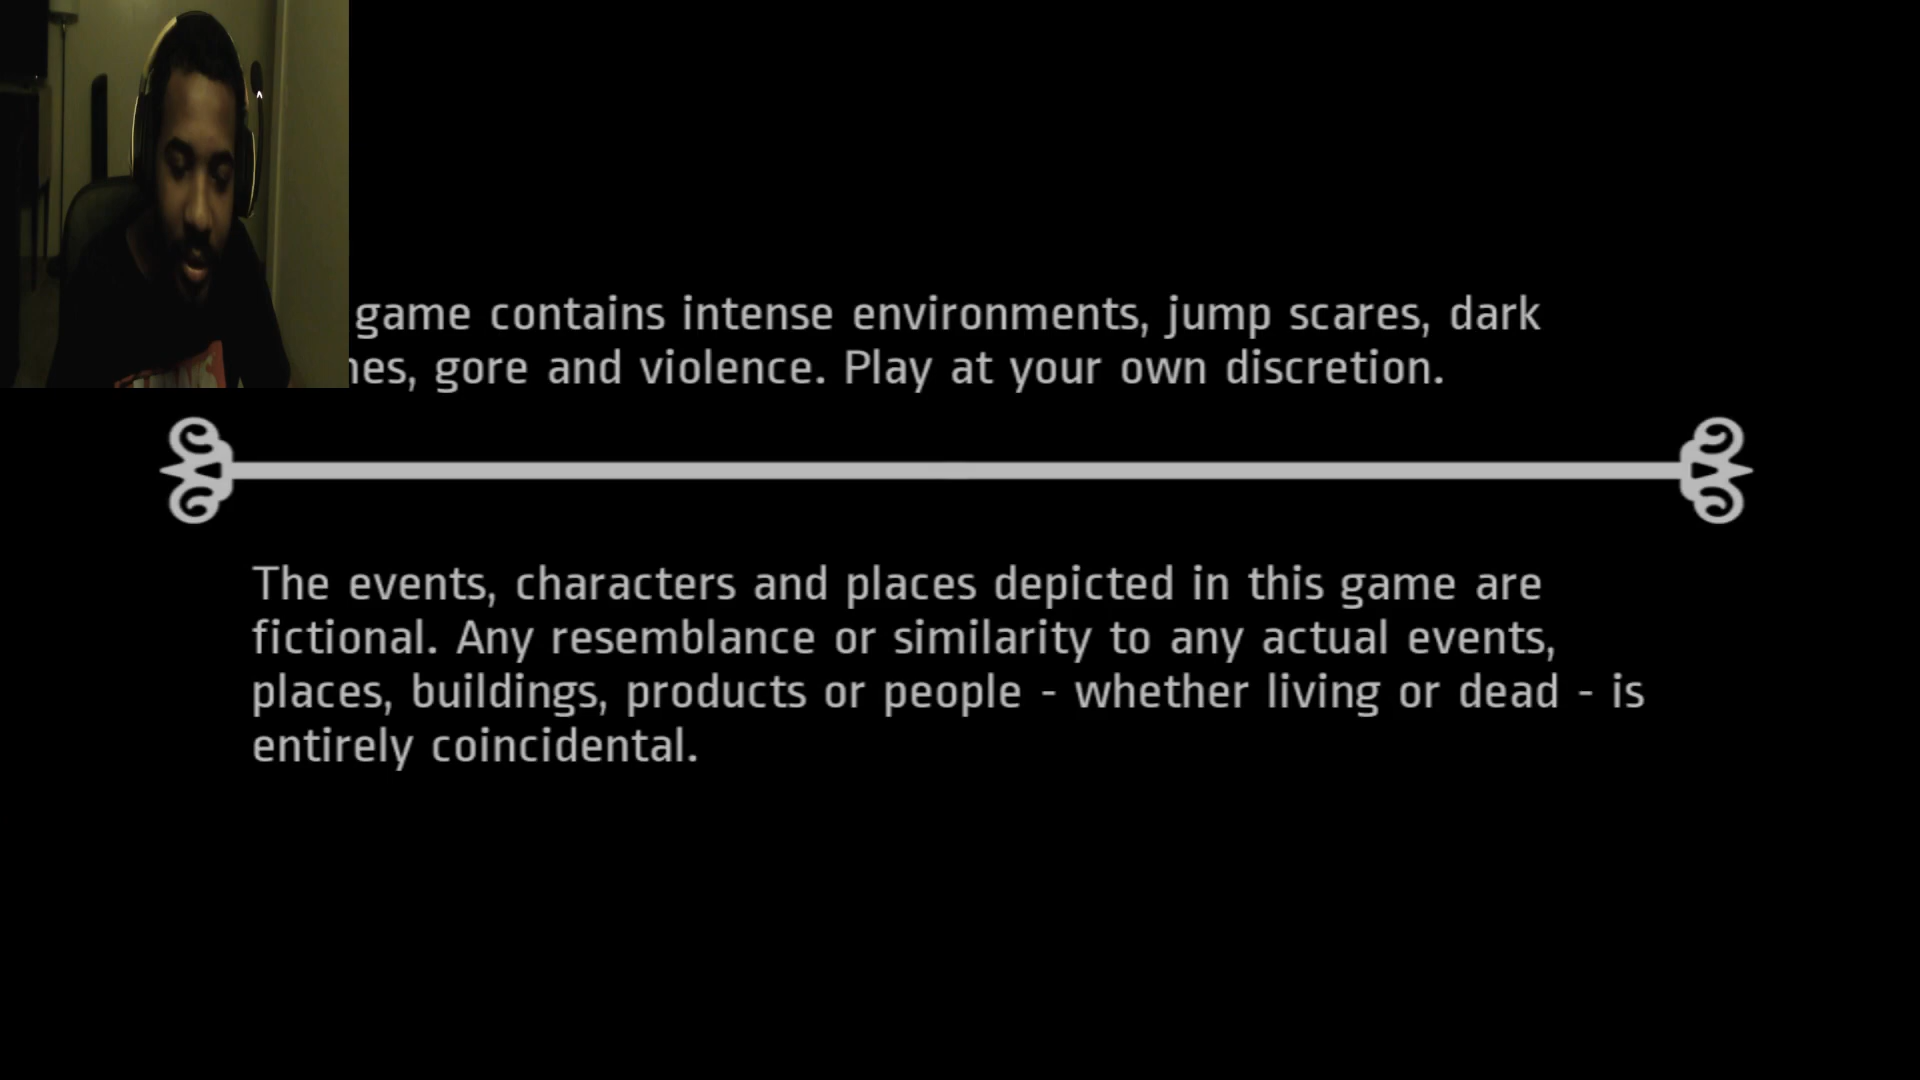 game contains intense environments, jump scares, dark
gore and violence. Play at your own discretion.
The events, characters and places depicted in this game are
fictional. Any resemblance or similarity to any actual events,
places, buildings, products or people - whether living or dead - is
entirely coincidental.